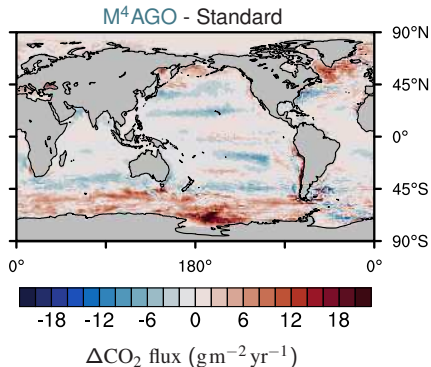 M⁴AGO - Standard
90°N
45°N
0°
45°S
90°S
0° 180° 0°
-18 -12 -6 0 6 12 18
ΔCO₂ flux (g m⁻² yr⁻¹)